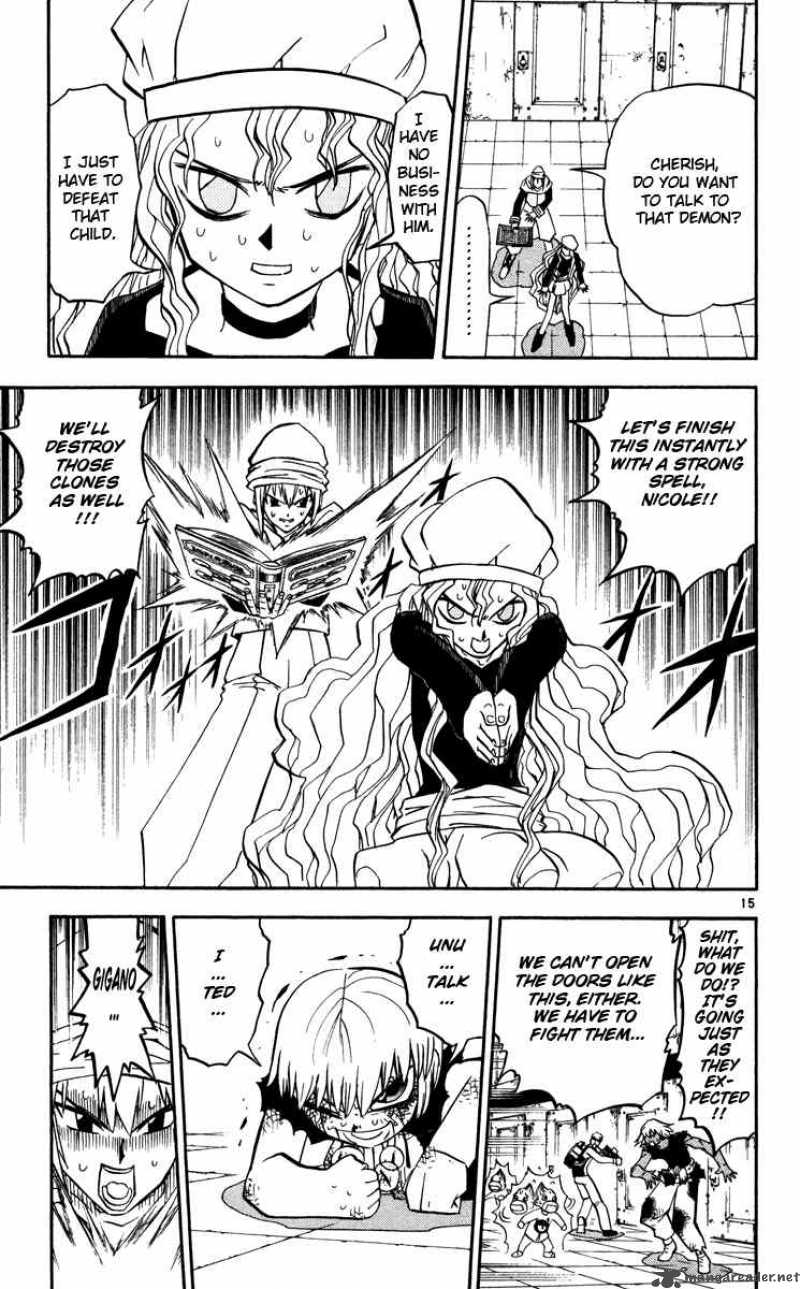 CHERISH,
DO YOU WANT
TO TALK TO
THAT DEMON?
.........
I
HAVE
NO
BUSI-
NESS
WITH
HIM.
I JUST
HAVE TO
DEFEAT
THAT
CHILD.
LET'S FINISH
THIS INSTANTLY
WITH A STRONG
SPELL,
NICOLE!!
WE'LL
DESTROY
THOSE
CLONES
AS WELL
!!!
15
SHIT,
WHAT
DO WE
DO!?
IT'S
GOING
JUST
AS
THEY
EX-
PECTED
!!
WE CAN'T OPEN
THE DOORS LIKE
THIS, EITHER.
WE HAVE TO
FIGHT THEM...
UNU
...
TALK
...
I
...
TED
...
GIGANO
...
mangareader.net